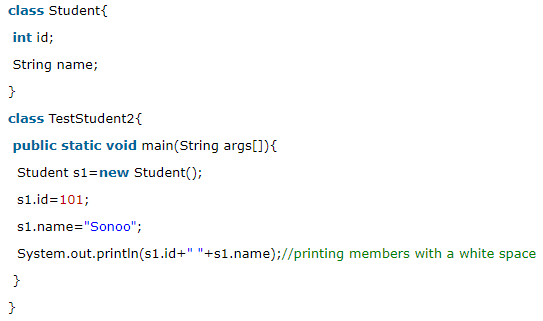 class Student{
int id;
String name;
}
class TestStudent2{
public static void main(String args[]){
Student s1=new Student();
s1.id=101;
s1.name="Sonoo";
System.out.println(s1.id+" "+s1.name);//printing members with a white space
}
}